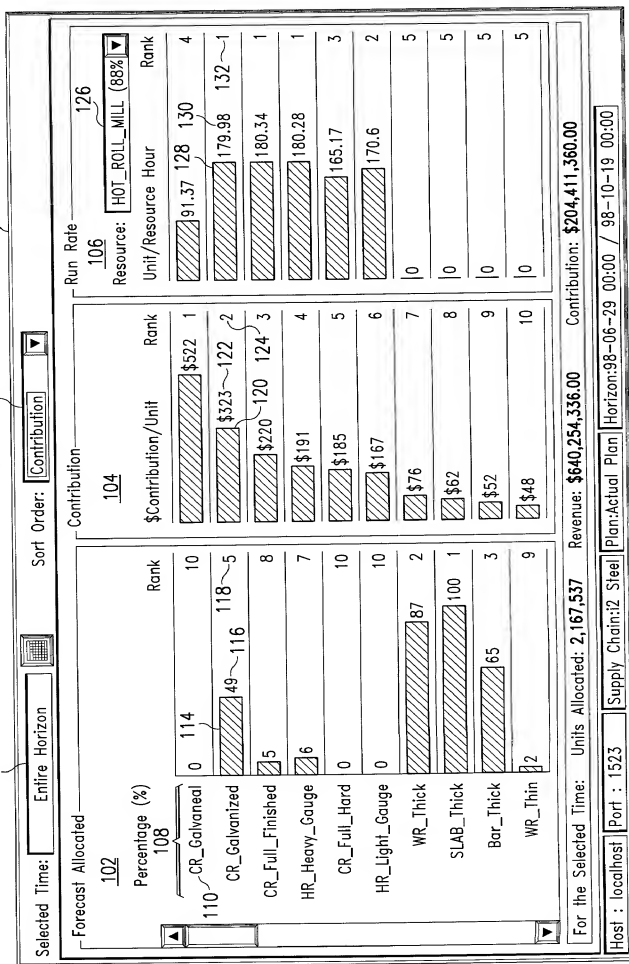 Selected Time: Entire Horizon Sort Order: Contribution
Forecast Allocated Contribution Run Rate
102 104 106 126
Resource: HOT_ROLL_MILL (88%
Percentage (%) Rank $Contribution/Unit Rank Unit/Resource Hour Rank
108
110 CR_Galvaneal 0 114 10 $522 1 91.37 128 130 4
CR_Galvanized 49 116 118 5 $323 122 2 179.98 132 1
120 124
CR_Full_Finished 5 8 $220 3 180.34 1
HR_Heavy_Gauge 6 7 $191 4 180.28 1
CR_Full_Hard 0 10 $185 5 165.17 3
HR_Light_Gauge 0 10 $167 6 170.6 2
WR_Thick 87 2 $76 7 0 5
SLAB_Thick 100 1 $62 8 0 5
Bar_Thick 65 3 $52 9 0 5
WR_Thin 2 9 $48 10 0 5
For the Selected Time: Units Allocated: 2,167,537 Revenue: $640,254,336.00 Contribution: $204,411,360.00
Host : localhost Port : 1523 Supply Chain:i2 Steel Plan:Actual Plan Horizon:98-06-29 00:00 / 98-10-19 00:00